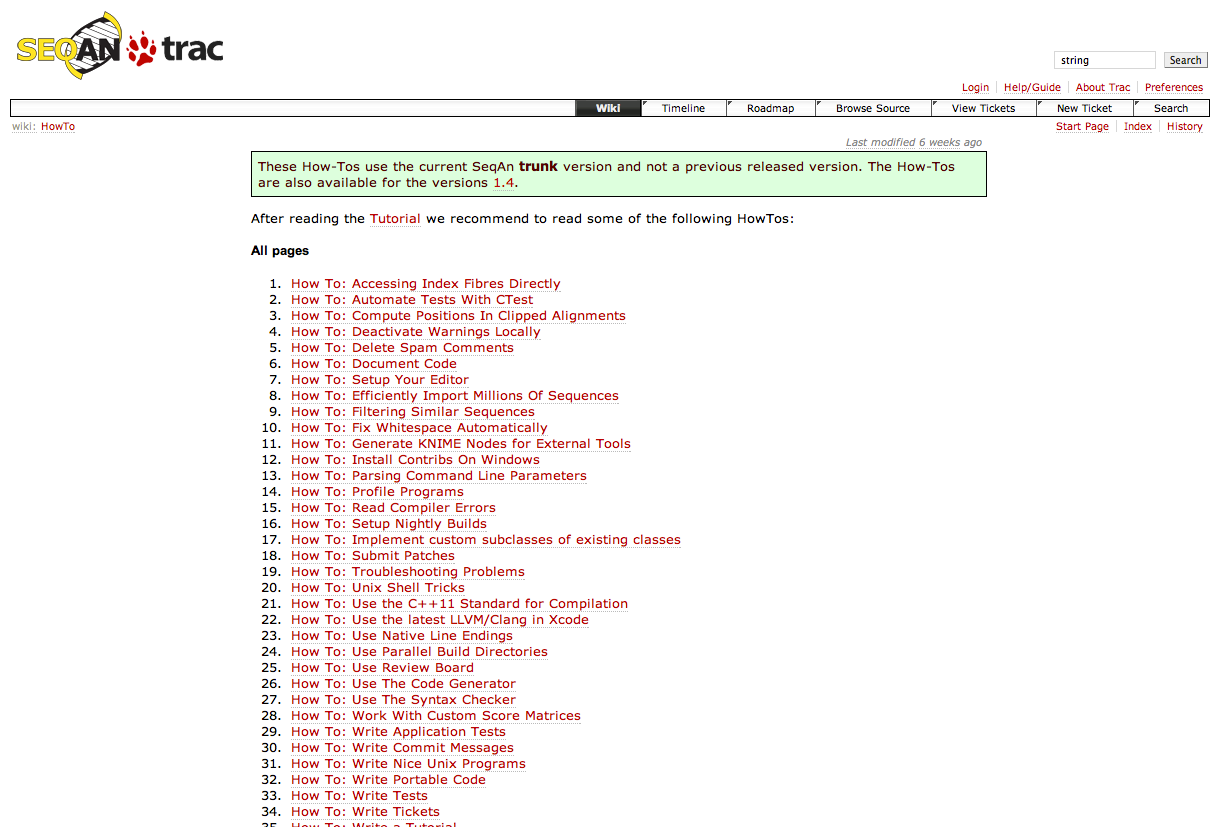 SEQAN trac
string Search
Login Help/Guide About Trac Preferences
Wiki Timeline Roadmap Browse Source View Tickets New Ticket Search
wiki: HowTo Start Page Index History
Last modified 6 weeks ago
These How-Tos use the current SeqAn trunk version and not a previous released version. The How-Tos
are also available for the versions 1.4.
After reading the Tutorial we recommend to read some of the following HowTos:
All pages
1. How To: Accessing Index Fibres Directly
2. How To: Automate Tests With CTest
3. How To: Compute Positions In Clipped Alignments
4. How To: Deactivate Warnings Locally
5. How To: Delete Spam Comments
6. How To: Document Code
7. How To: Setup Your Editor
8. How To: Efficiently Import Millions Of Sequences
9. How To: Filtering Similar Sequences
10. How To: Fix Whitespace Automatically
11. How To: Generate KNIME Nodes for External Tools
12. How To: Install Contribs On Windows
13. How To: Parsing Command Line Parameters
14. How To: Profile Programs
15. How To: Read Compiler Errors
16. How To: Setup Nightly Builds
17. How To: Implement custom subclasses of existing classes
18. How To: Submit Patches
19. How To: Troubleshooting Problems
20. How To: Unix Shell Tricks
21. How To: Use the C++11 Standard for Compilation
22. How To: Use the latest LLVM/Clang in Xcode
23. How To: Use Native Line Endings
24. How To: Use Parallel Build Directories
25. How To: Use Review Board
26. How To: Use The Code Generator
27. How To: Use The Syntax Checker
28. How To: Work With Custom Score Matrices
29. How To: Write Application Tests
30. How To: Write Commit Messages
31. How To: Write Nice Unix Programs
32. How To: Write Portable Code
33. How To: Write Tests
34. How To: Write Tickets
35. How To: Write a Tutorial